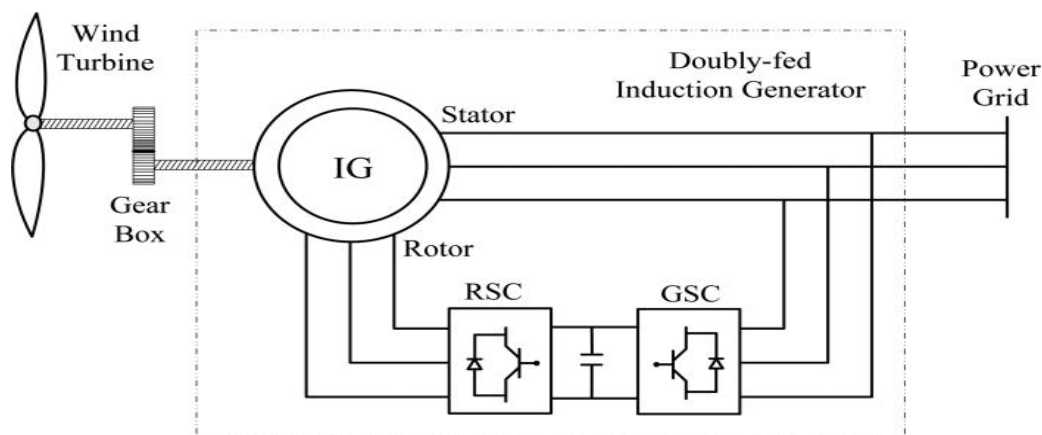 Wind
Turbine
Doubly-fed
Induction Generator
Power
Grid
Stator
IG
Gear
Box
Rotor
RSC
GSC